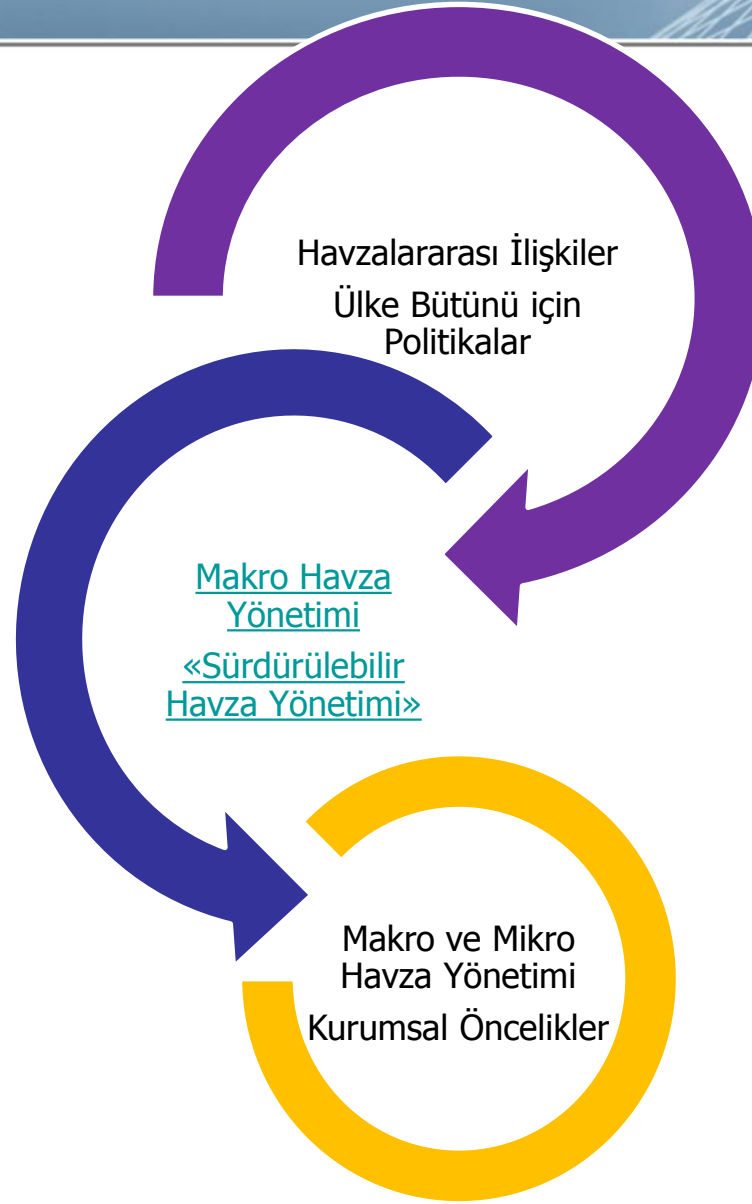 Havzalararası İlişkiler
Ülke Bütünü için
Politikalar
Makro Havza
Yönetimi
«Sürdürülebilir
Havza Yönetimi»
Makro ve Mikro
Havza Yönetimi
Kurumsal Öncelikler